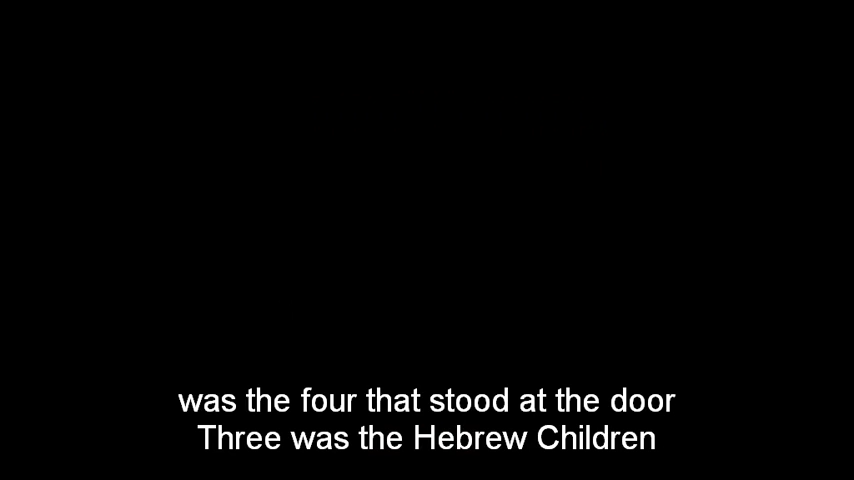 was the four that stood at the door
Three was the Hebrew Children